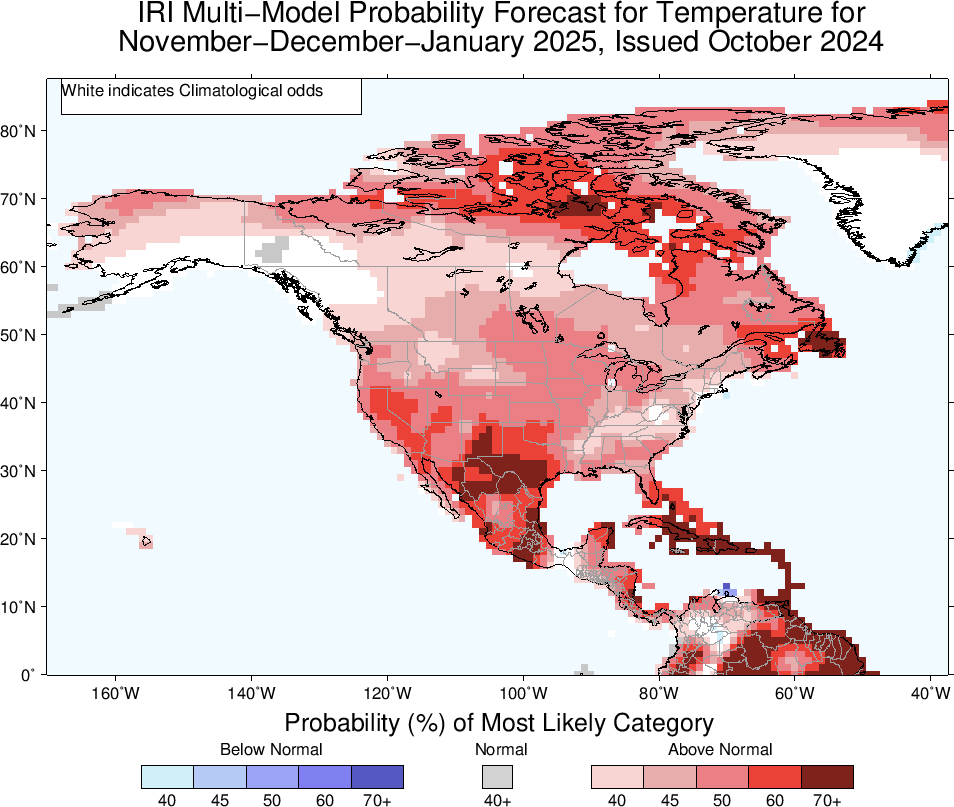 IRI Multi−Model Probability Forecast for Temperature for
November−December−January 2025, Issued October 2024
White indicates Climatological odds
80˚N
70˚N
60˚N
50˚N
40˚N
30˚N
20˚N
10˚N
0˚
160˚W 140˚W 120˚W 100˚W 80˚W 60˚W 40˚W
Probability (%) of Most Likely Category
Below Normal Normal Above Normal
40 45 50 60 70+ 40+ 40 45 50 60 70+